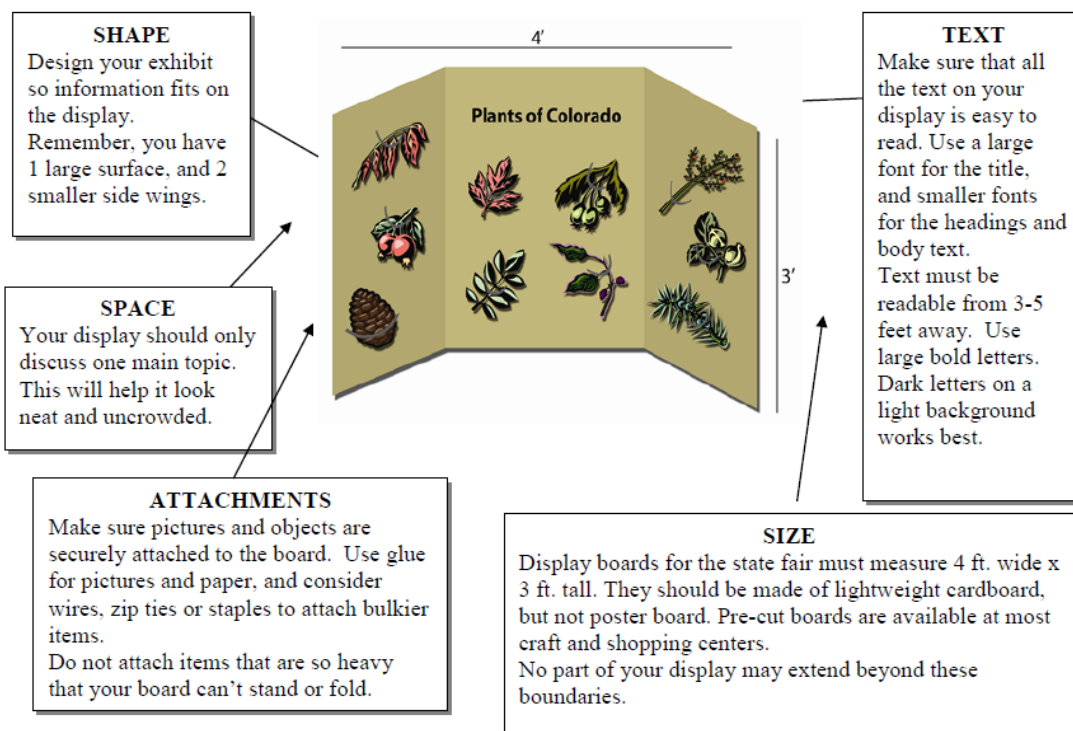 SHAPE
Design your exhibit
so information fits on
the display.
Remember, you have
1 large surface, and 2
smaller side wings.
4'
Plants of Colorado
3'
TEXT
Make sure that all
the text on your
display is easy to
read. Use a large
font for the title,
and smaller fonts
for the headings and
body text.
Text must be
readable from 3-5
feet away. Use
large bold letters.
Dark letters on a
light background
works best.
SPACE
Your display should only
discuss one main topic.
This will help it look
neat and uncrowded.
ATTACHMENTS
Make sure pictures and objects are
securely attached to the board. Use glue
for pictures and paper, and consider
wires, zip ties or staples to attach bulkier
items.
Do not attach items that are so heavy
that your board can't stand or fold.
SIZE
Display boards for the state fair must measure 4 ft. wide x
3 ft. tall. They should be made of lightweight cardboard,
but not poster board. Pre-cut boards are available at most
craft and shopping centers.
No part of your display may extend beyond these
boundaries.